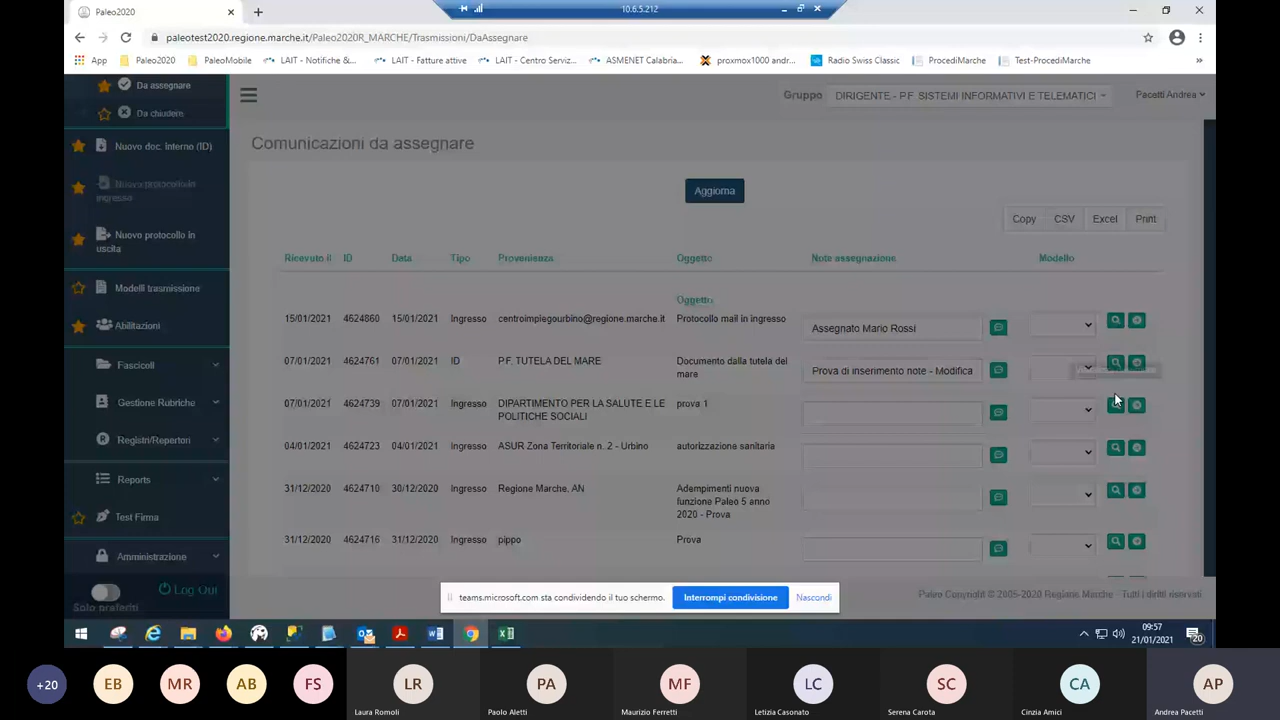 Paleo2020
10.6.5.212
paleotest2020.regione.marche.it/Paleo2020R_MARCHE/Trasmissioni/DaAssegnare
App Paleo2020 PaleoMobile LAIT - Notifiche &... LAIT - Fatture attive LAIT - Centro Serviz... ASMENET Calabria... proxmox1000 andr... Radio Swiss Classic ProcediMarche Test-ProcediMarche »
Da assegnare
Da chiudere
Nuovo doc. interno (ID)
Nuovo protocollo in
ingresso
Nuovo protocollo in
uscita
Modelli trasmissione
Abilitazioni
Fascicoli
Gestione Rubriche
Registri/Repertori
Reports
Test Firma
Amministrazione
Log Out
Solo preferiti
Gruppo DIRIGENTE - P.F. SISTEMI INFORMATIVI E TELEMATICI Pacetti Andrea
Comunicazioni da assegnare
Aggiorna
Copy CSV Excel Print
Ricevuto il ID Data Tipo Provenienza Oggetto Note assegnazione Modello
Oggetto
15/01/2021 4624860 15/01/2021 Ingresso centroimpiegourbino@regione.marche.it Protocollo mail in ingresso Assegnato Mario Rossi
07/01/2021 4624761 07/01/2021 ID P.F. TUTELA DEL MARE Documento dalla tutela del
mare Prova di inserimento note - Modifica
07/01/2021 4624739 07/01/2021 Ingresso DIPARTIMENTO PER LA SALUTE E LE
POLITICHE SOCIALI prova 1
04/01/2021 4624723 04/01/2021 Ingresso ASUR Zona Territoriale n. 2 - Urbino autorizzazione sanitaria
31/12/2020 4624710 30/12/2020 Ingresso Regione Marche, AN Adempimenti nuova
funzione Paleo 5 anno
2020 - Prova
31/12/2020 4624716 31/12/2020 Ingresso pippo Prova
teams.microsoft.com sta condividendo il tuo schermo. Interrompi condivisione Nascondi
Paleo Copyright © 2005-2020 Regione Marche - Tutti i diritti riservati
09:57
21/01/2021
20
+20 EB MR AB FS LR PA MF LC SC CA AP
Laura Romoli Paolo Aletti Maurizio Ferretti Letizia Casonato Serena Carota Cinzia Amici Andrea Pacetti